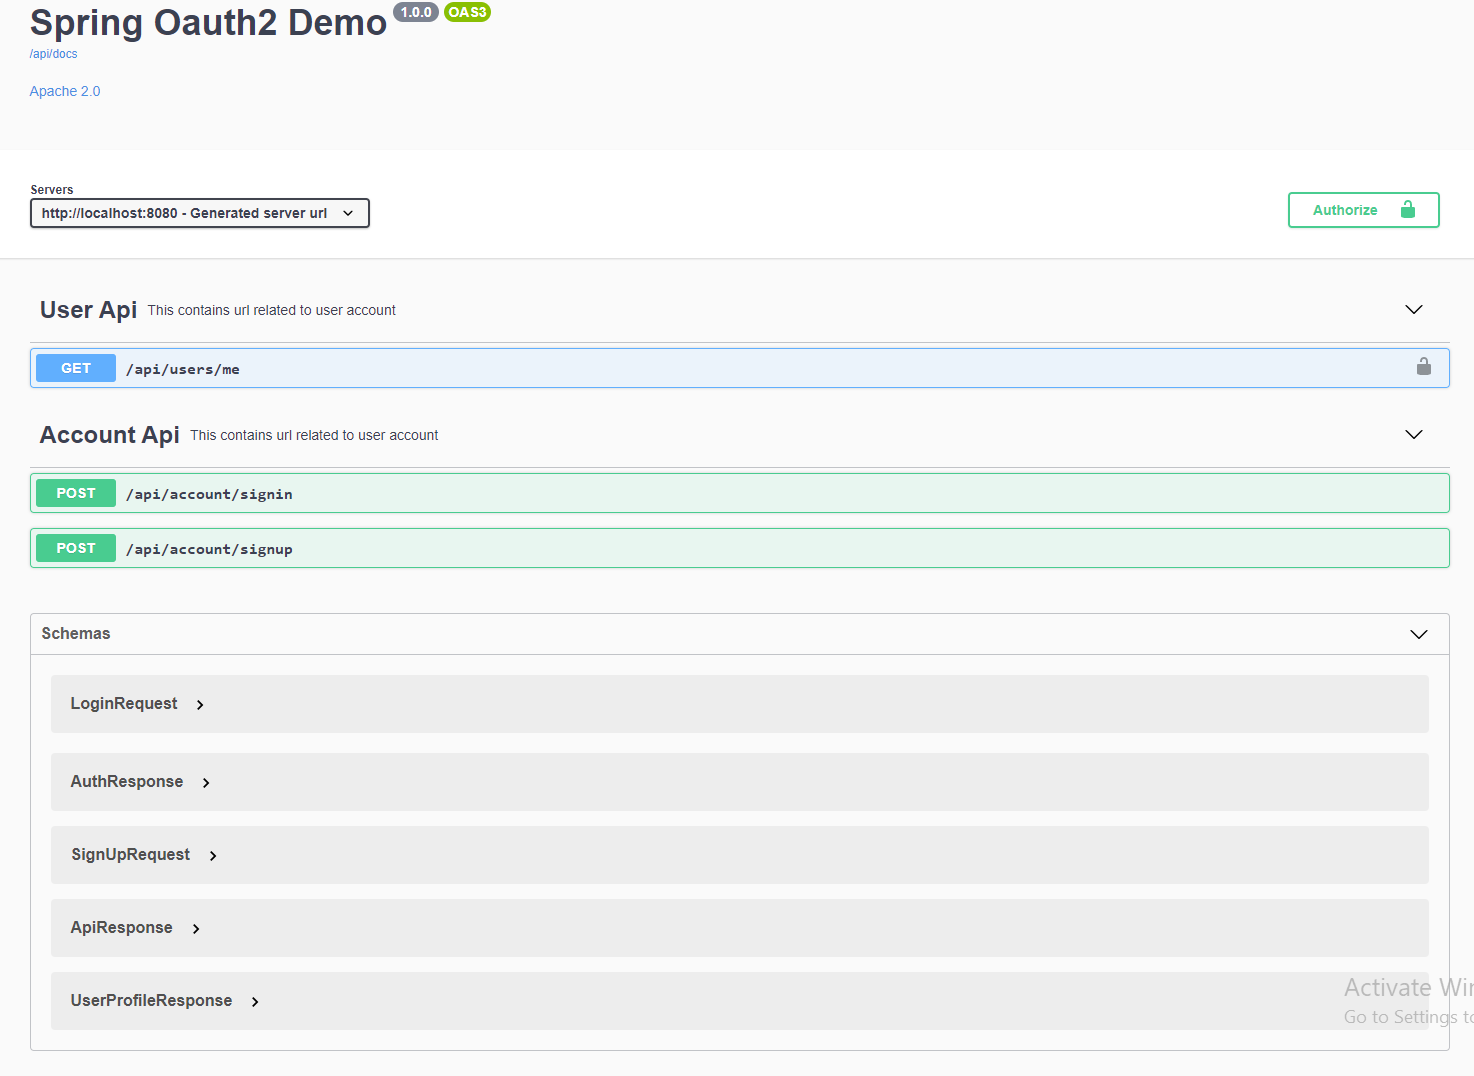 Spring Oauth2 Demo 1.0.0 OAS3
/api/docs
Apache 2.0
Servers
http://localhost:8080 - Generated server url
Authorize
User Api This contains url related to user account
GET /api/users/me
Account Api This contains url related to user account
POST /api/account/signin
POST /api/account/signup
Schemas
LoginRequest
AuthResponse
SignUpRequest
ApiResponse
UserProfileResponse
Activate Win
Go to Settings to